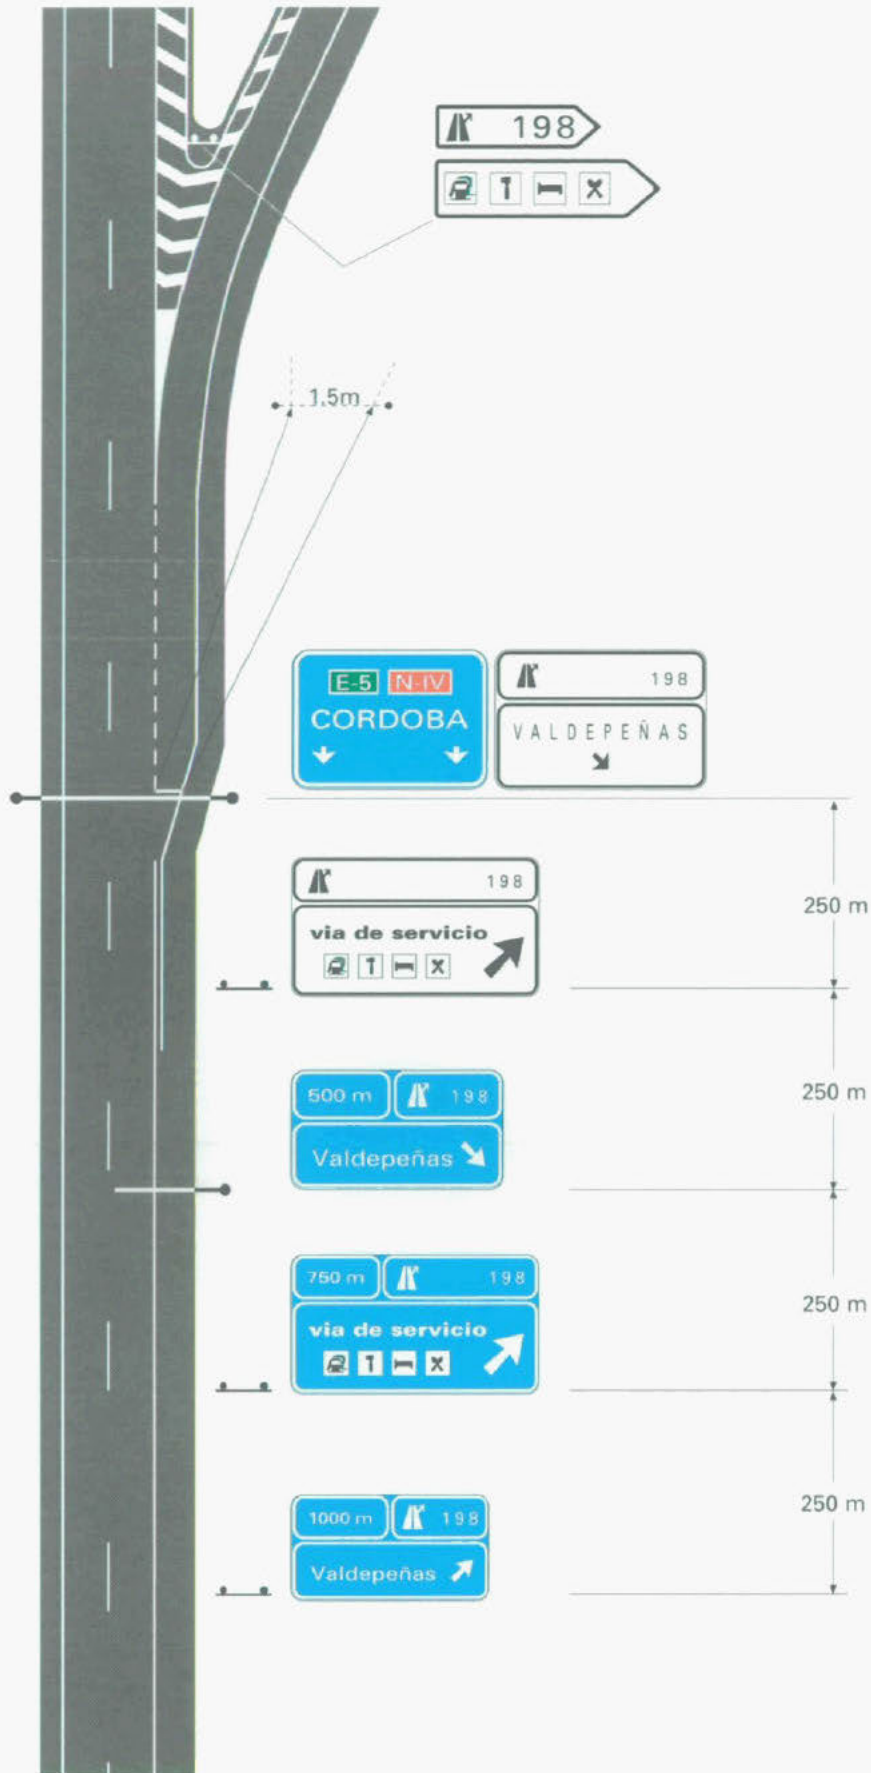 198
1,5m
E-5 N-IV
CORDOBA
198
VALDEPEÑAS
198
via de servicio
250 m
500 m 198
Valdepeñas
250 m
750 m 198
via de servicio
250 m
1000 m 198
Valdepeñas
250 m